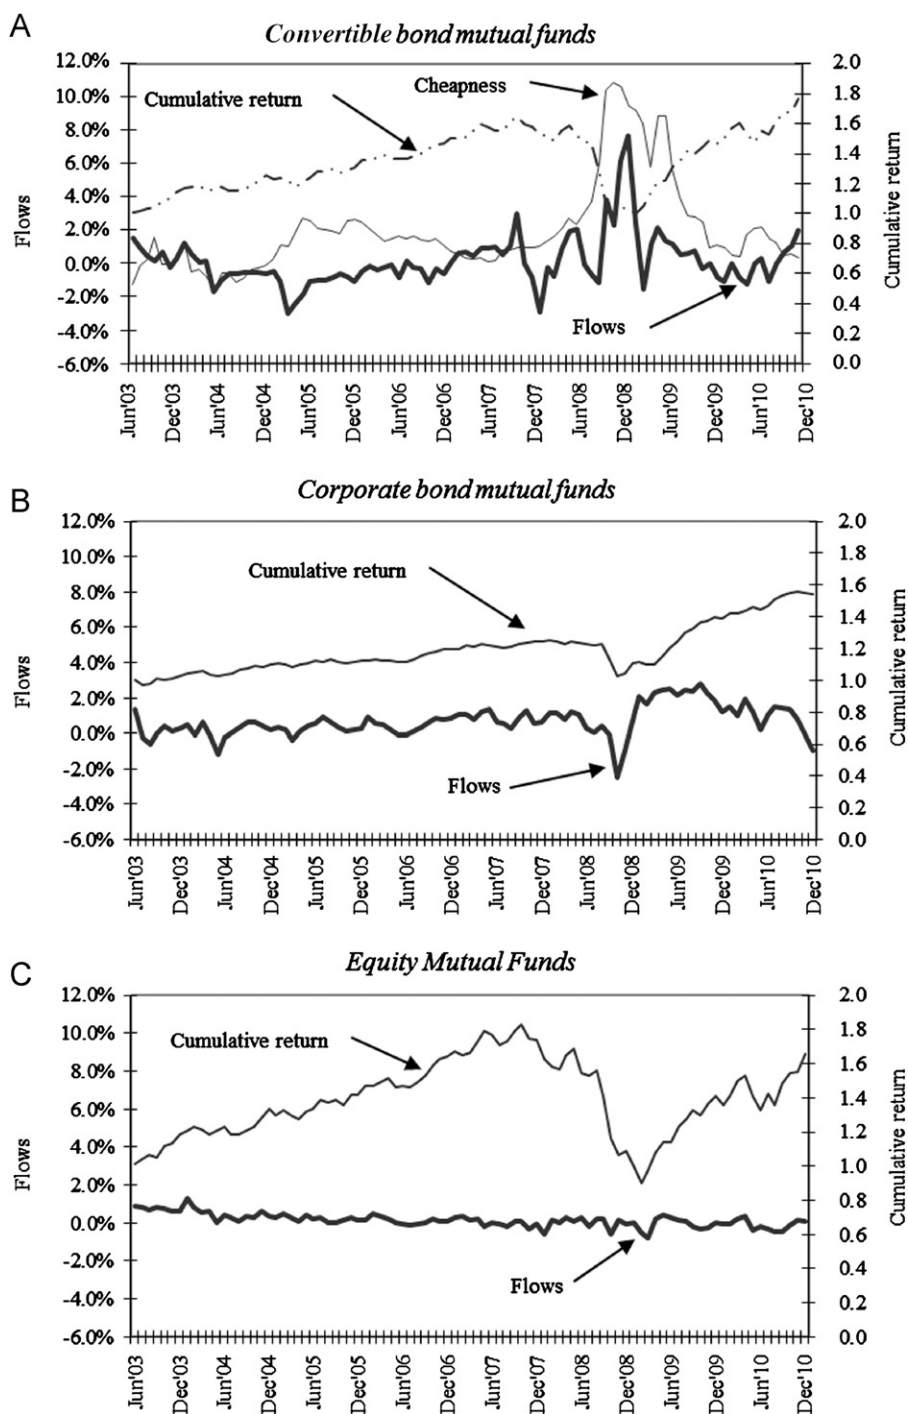 A
Convertible bond mutual funds
12.0%
10.0%
8.0%
6.0%
4.0%
2.0%
0.0%
-2.0%
-4.0%
-6.0%
Flows
Cumulative return
Cheapness
Flows
2.0
1.8
1.6
1.4
1.2
1.0
0.8
0.6
0.4
0.2
0.0
Cumulative return
Jun'03
Dec'03
Jun'04
Dec'04
Jun'05
Dec'05
Jun'06
Dec'06
Jun'07
Dec'07
Jun'08
Dec'08
Jun'09
Dec'09
Jun'10
Dec'10
B
Corporate bond mutual funds
12.0%
10.0%
8.0%
6.0%
4.0%
2.0%
0.0%
-2.0%
-4.0%
-6.0%
Flows
Cumulative return
Flows
2.0
1.8
1.6
1.4
1.2
1.0
0.8
0.6
0.4
0.2
0.0
Cumulative return
Jun'03
Dec'03
Jun'04
Dec'04
Jun'05
Dec'05
Jun'06
Dec'06
Jun'07
Dec'07
Jun'08
Dec'08
Jun'09
Dec'09
Jun'10
Dec'10
C
Equity Mutual Funds
12.0%
10.0%
8.0%
6.0%
4.0%
2.0%
0.0%
-2.0%
-4.0%
-6.0%
Flows
Cumulative return
Flows
2.0
1.8
1.6
1.4
1.2
1.0
0.8
0.6
0.4
0.2
0.0
Cumulative return
Jun'03
Dec'03
Jun'04
Dec'04
Jun'05
Dec'05
Jun'06
Dec'06
Jun'07
Dec'07
Jun'08
Dec'08
Jun'09
Dec'09
Jun'10
Dec'10